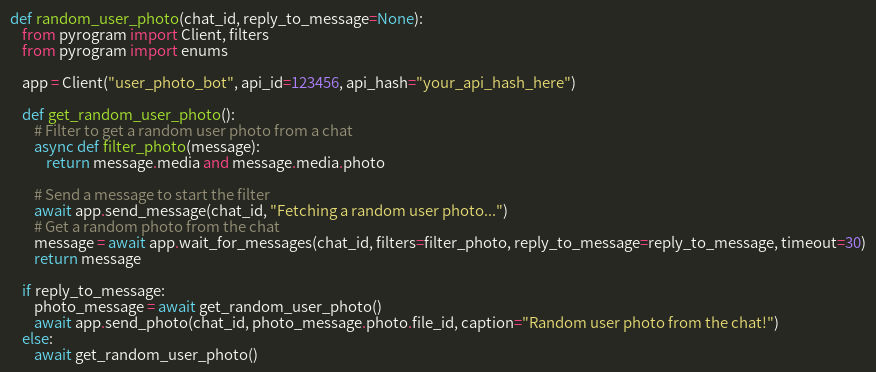 def random_user_photo(chat_id, reply_to_message=None):
    from pyrogram import Client, filters
    from pyrogram import enums

    app = Client("user_photo_bot", api_id=123456, api_hash="your_api_hash_here")

    def get_random_user_photo():
        # Filter to get a random user photo from a chat
        async def filter_photo(message):
            return message.media and message.media.photo

        # Send a message to start the filter
        await app.send_message(chat_id, "Fetching a random user photo...")
        # Get a random photo from the chat
        message = await app.wait_for_messages(chat_id, filters=filter_photo, reply_to_message=reply_to_message, timeout=30)
        return message

    if reply_to_message:
        photo_message = await get_random_user_photo()
        await app.send_photo(chat_id, photo_message.photo.file_id, caption="Random user photo from the chat!")
    else:
        await get_random_user_photo()